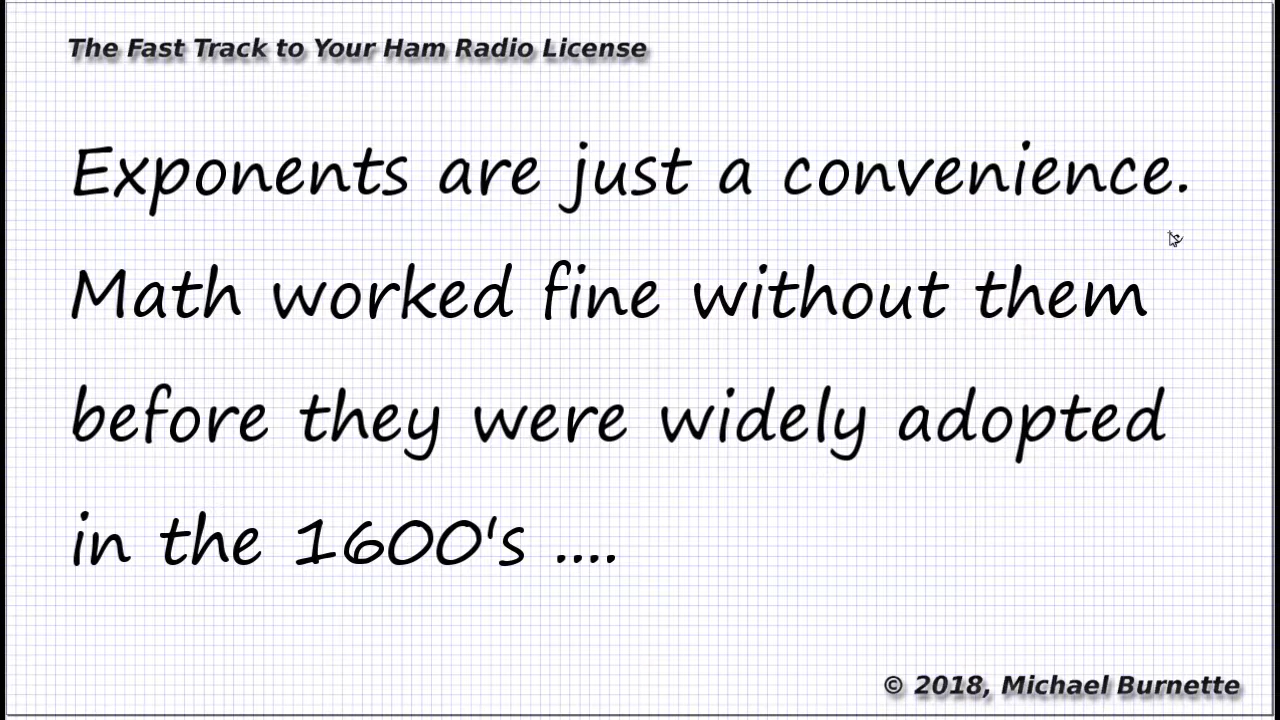 The Fast Track to Your Ham Radio License
Exponents are just a convenience.
Math worked fine without them
before they were widely adopted
in the 1600's ....
© 2018, Michael Burnette